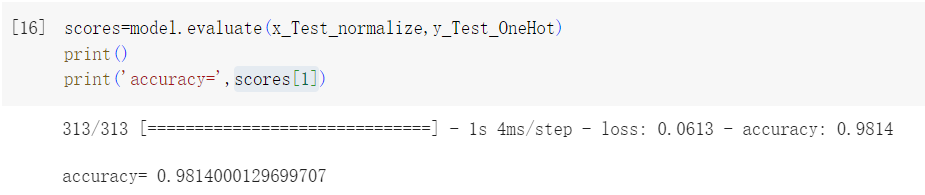 [16] scores=model.evaluate(x_Test_normalize,y_Test_OneHot)
print()
print('accuracy=',scores[1])
313/313 [==============================] - 1s 4ms/step - loss: 0.0613 - accuracy: 0.9814
accuracy= 0.9814000129699707